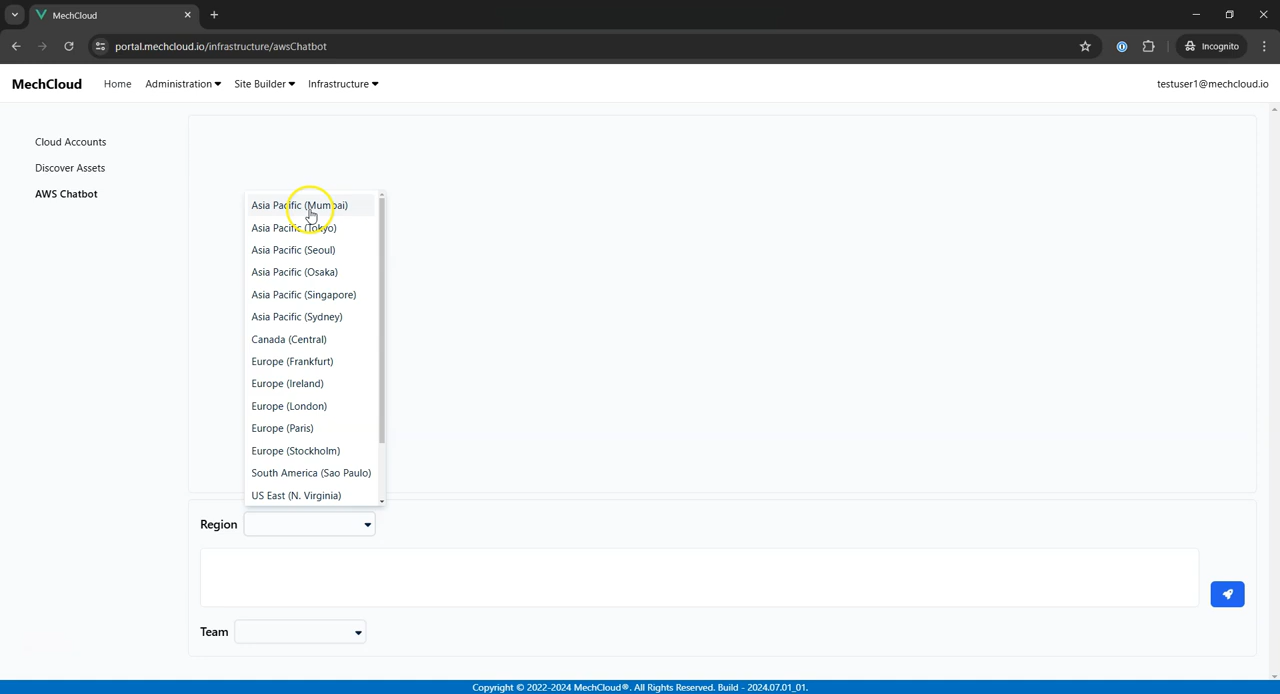 MechCloud
portal.mechcloud.io/infrastructure/awsChatbot
Incognito
MechCloud Home Administration Site Builder Infrastructure testuser1@mechcloud.io
Cloud Accounts
Discover Assets
AWS Chatbot
Asia Pacific (Mumbai)
Asia Pacific (Tokyo)
Asia Pacific (Seoul)
Asia Pacific (Osaka)
Asia Pacific (Singapore)
Asia Pacific (Sydney)
Canada (Central)
Europe (Frankfurt)
Europe (Ireland)
Europe (London)
Europe (Paris)
Europe (Stockholm)
South America (Sao Paulo)
US East (N. Virginia)
Region
Team
Copyright © 2022-2024 MechCloud®. All Rights Reserved. Build - 2024.07.01_01.